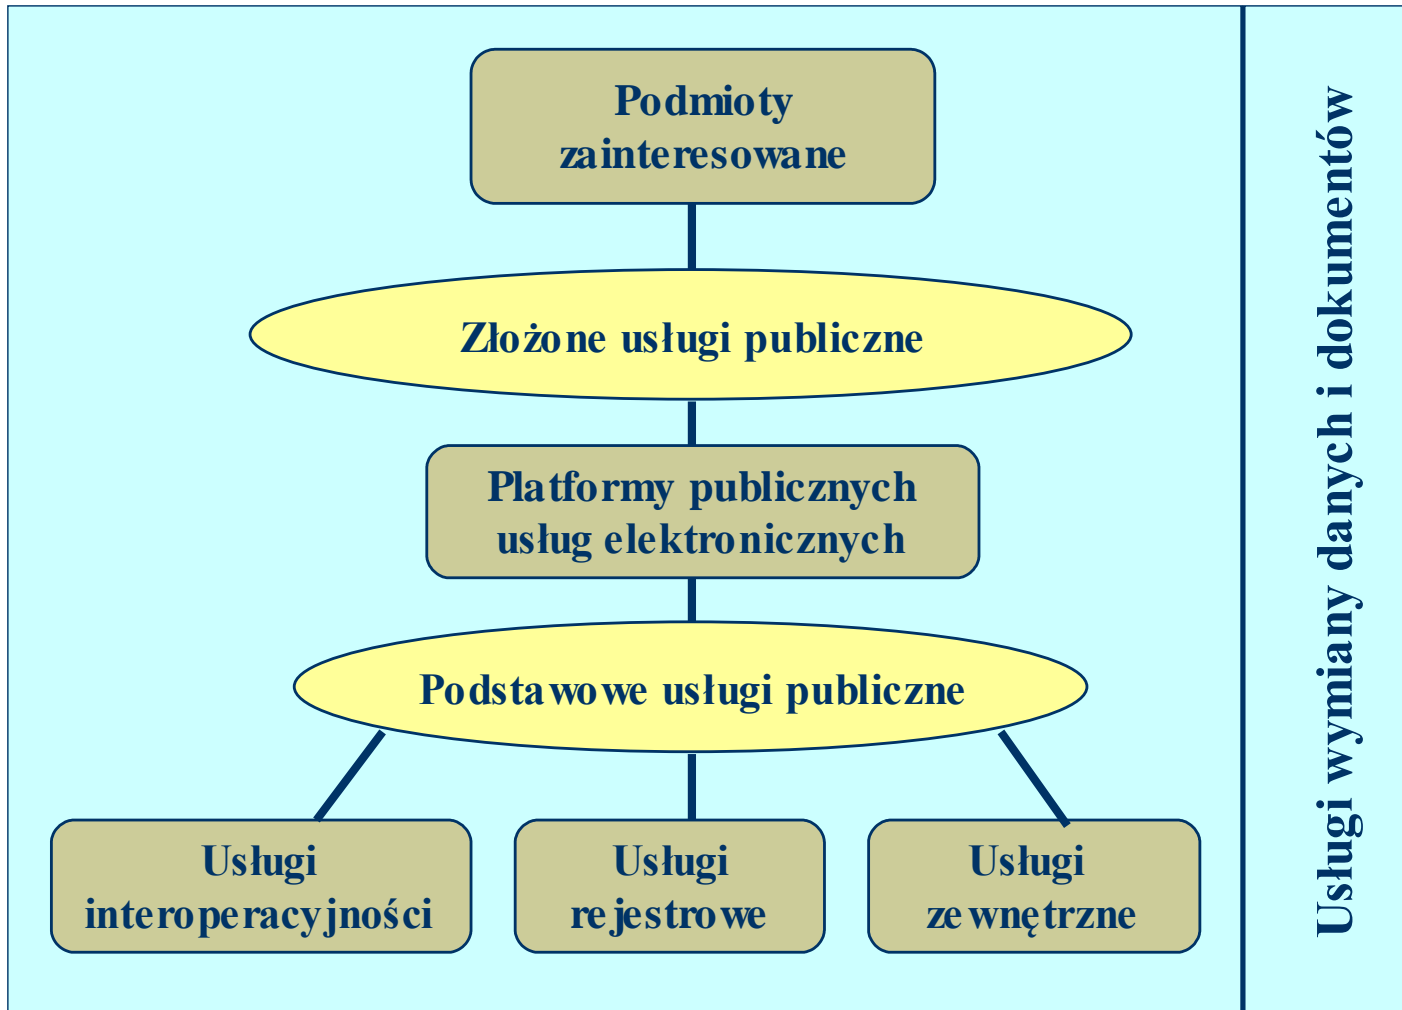 Podmioty
zainteresowane
Złożone usługi publiczne
Platformy publicznych
usług elektronicznych
Podstawowe usługi publiczne
Usługi
interoperacyjności
Usługi
rejestrowe
Usługi
zewnętrzne
Usługi wymiany danych i dokumentów